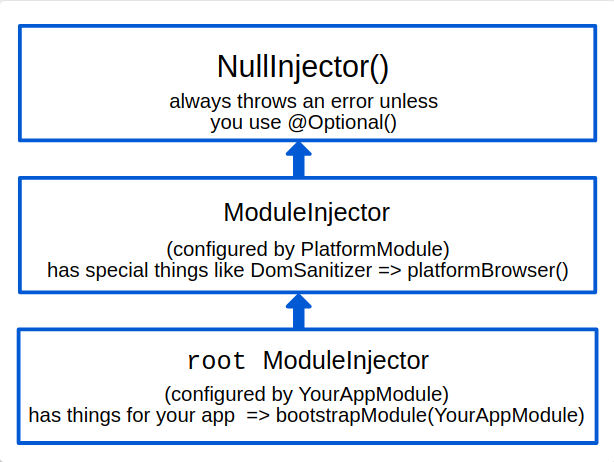 NullInjector()
always throws an error unless
you use @Optional()
ModuleInjector
(configured by PlatformModule)
has special things like DomSanitizer => platformBrowser()
root ModuleInjector
(configured by YourAppModule)
has things for your app => bootstrapModule(YourAppModule)